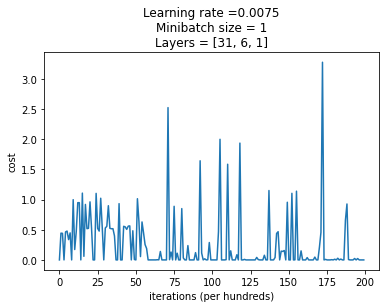 Learning rate =0.0075
Minibatch size = 1
Layers = [31, 6, 1]
3.0
2.5
2.0
1.5
1.0
0.5
0.0
cost
0 25 50 75 100 125 150 175 200
iterations (per hundreds)